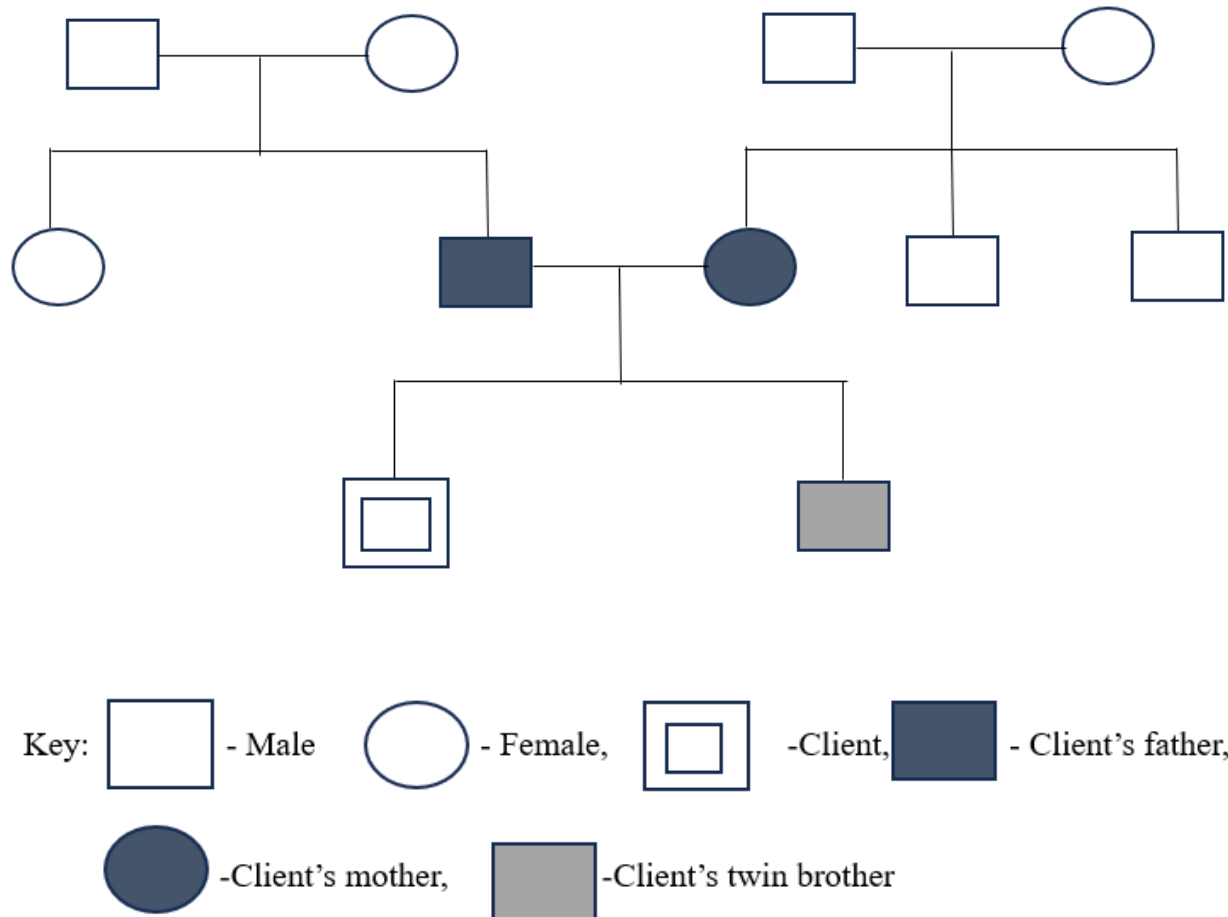 Key: - Male - Female, -Client, - Client’s father,
-Client’s mother, -Client’s twin brother